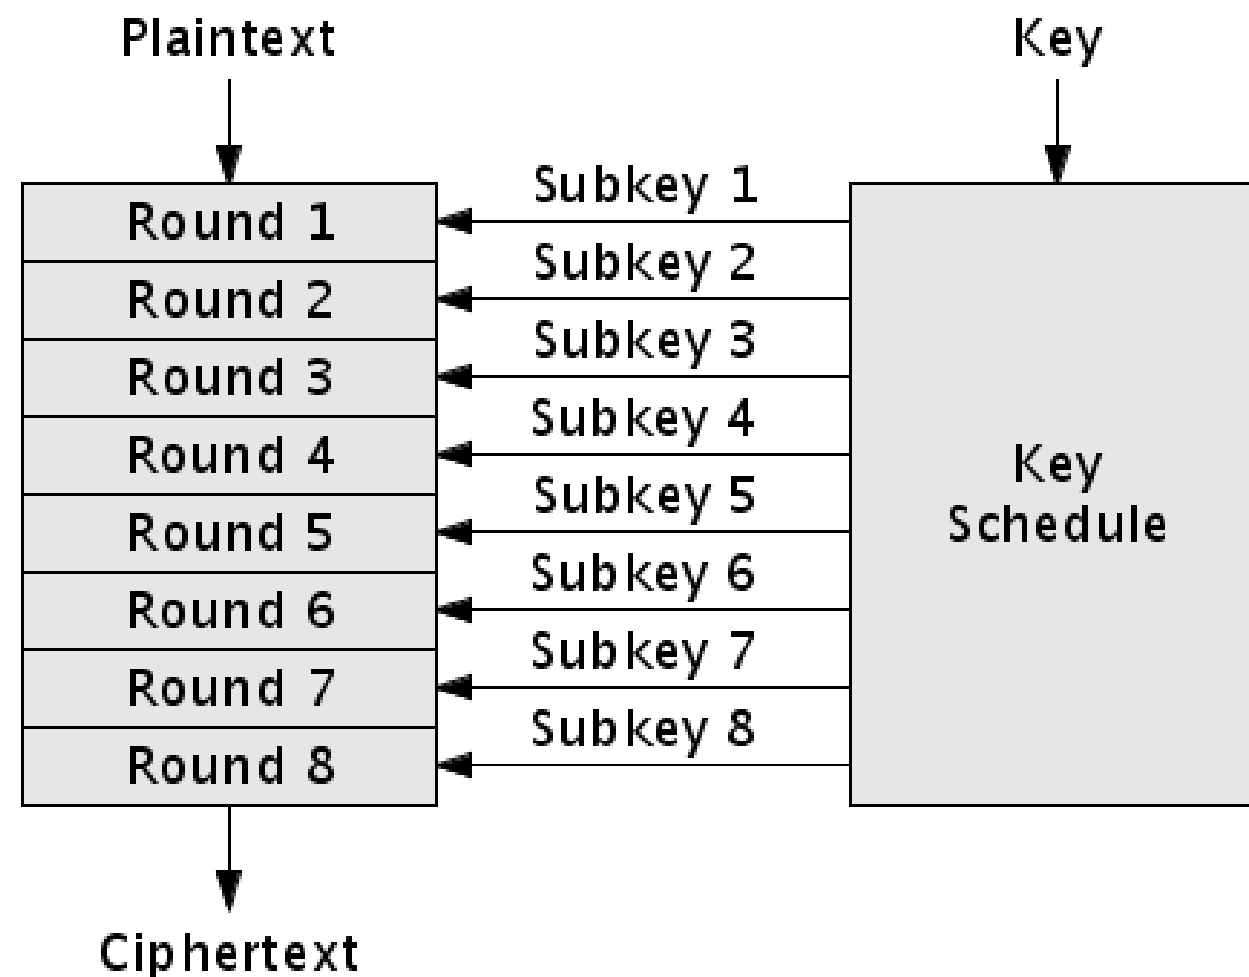 Plaintext
Key
Round 1
Round 2
Round 3
Round 4
Round 5
Round 6
Round 7
Round 8
Subkey 1
Subkey 2
Subkey 3
Subkey 4
Subkey 5
Subkey 6
Subkey 7
Subkey 8
Key
Schedule
Ciphertext